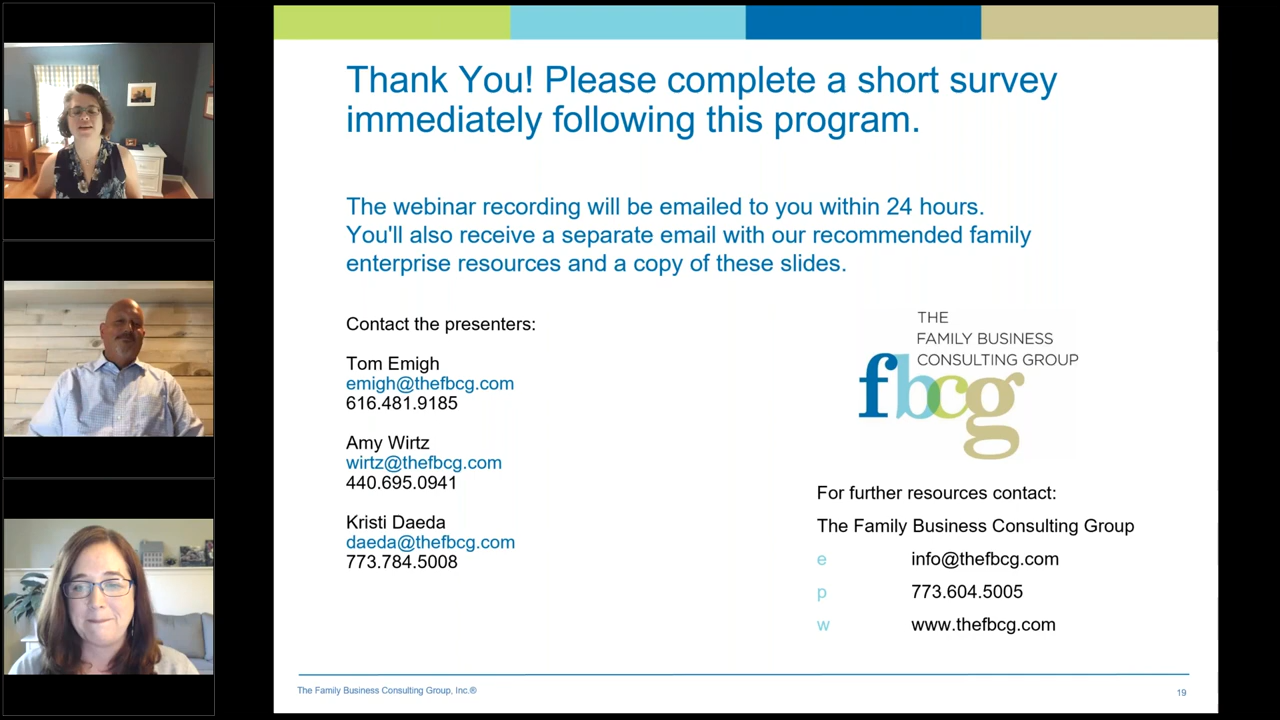 Thank You! Please complete a short survey
immediately following this program.
The webinar recording will be emailed to you within 24 hours.
You'll also receive a separate email with our recommended family
enterprise resources and a copy of these slides.
Contact the presenters:
Tom Emigh
emigh@thefbcg.com
616.481.9185
Amy Wirtz
wirtz@thefbcg.com
440.695.0941
Kristi Daeda
daeda@thefbcg.com
773.784.5008
THE
FAMILY BUSINESS
CONSULTING GROUP
fbcg
For further resources contact:
The Family Business Consulting Group
e info@thefbcg.com
p 773.604.5005
w www.thefbcg.com
The Family Business Consulting Group, Inc.®
19